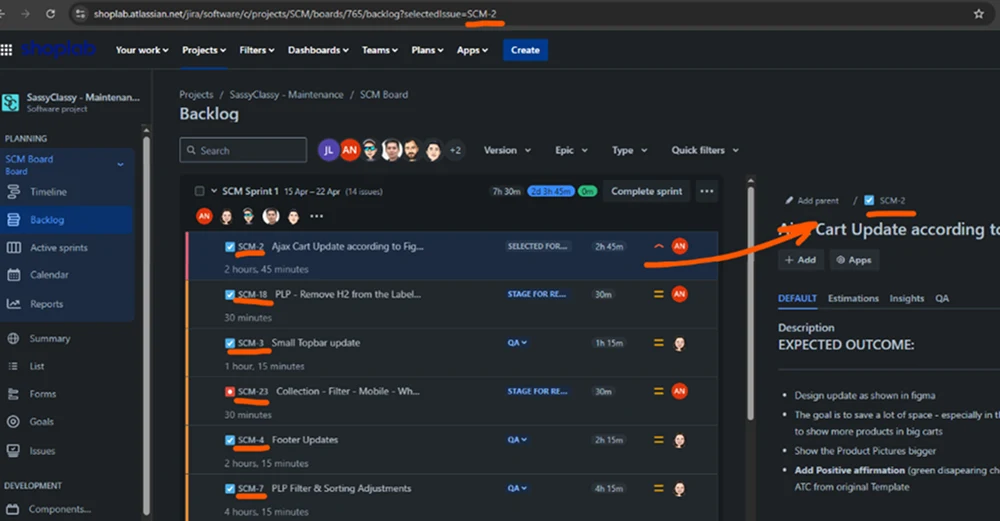 shoplab.atlassian.net/jira/software/c/projects/SCM/boards/765/backlog?selectedIssue=SCM-2
shoplab Your work Projects Filters Dashboards Teams Plans Apps Create
SassyClassy - Maintenan...
Software project
PLANNING
SCM Board
Board
Timeline
Backlog
Active sprints
Calendar
Reports
Summary
List
Forms
Goals
Issues
DEVELOPMENT
Components...
Projects / SassyClassy - Maintenance / SCM Board
Backlog
Search JL AN +2 Version Epic Type Quick filters
SCM Sprint 1 15 Apr – 22 Apr (14 issues) 7h 30m 2d 3h 45m 0m Complete sprint ...
AN ...
SCM-2 Ajax Cart Update according to Fig... SELECTED FOR... 2h 45m AN
2 hours, 45 minutes
SCM-18 PLP - Remove H2 from the Label... STAGE FOR RE... 30m AN
30 minutes
SCM-3 Small Topbar update QA 1h 15m
1 hour, 15 minutes
SCM-23 Collection - Filter - Mobile - Wh... STAGE FOR RE... 30m AN
30 minutes
SCM-4 Footer Updates QA 2h 15m
2 hours, 15 minutes
SCM-7 PLP Filter & Sorting Adjustments QA 4h 15m
4 hours, 15 minutes
Add parent / SCM-2
Ajax Cart Update according to
+ Add Apps
DEFAULT Estimations Insights QA
Description
EXPECTED OUTCOME:
• Design update as shown in figma
• The goal is to save a lot of space - especially in th
to show more products in big carts
• Show the Product Pictures bigger
• Add Positive affirmation (green disapearing ch
ATC from original Template